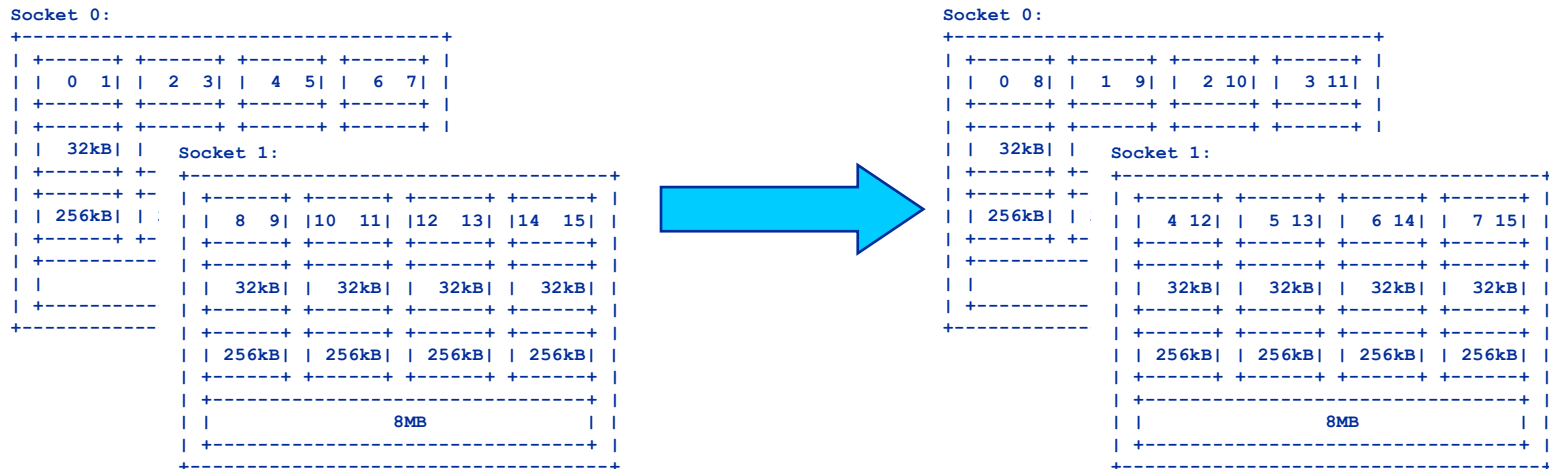 Socket 0:
+-------------------------------------+
| +------+ +------+ +------+ +------+ |
| |  0  1| |  2  3| |  4  5| |  6  7| |
| +------+ +------+ +------+ +------+ |
| +------+ +------+ +------+ +------+ |
| |  32kB| |
| +------+ +-
| +------+ +-
| | 256kB| |
| +------+ +-
| +----------
| |
| +----------
+------------
Socket 1:
+-------------------------------------+
| +------+ +------+ +------+ +------+ |
| |  8  9| |10  11| |12  13| |14  15| |
| +------+ +------+ +------+ +------+ |
| +------+ +------+ +------+ +------+ |
| |  32kB| |  32kB| |  32kB| |  32kB| |
| +------+ +------+ +------+ +------+ |
| +------+ +------+ +------+ +------+ |
| | 256kB| | 256kB| | 256kB| | 256kB| |
| +------+ +------+ +------+ +------+ |
| +---------------------------------+ |
| |               8MB               | |
| +---------------------------------+ |
+-------------------------------------+
Socket 0:
+-------------------------------------+
| +------+ +------+ +------+ +------+ |
| |  0  8| |  1  9| |  2 10| |  3 11| |
| +------+ +------+ +------+ +------+ |
| +------+ +------+ +------+ +------+ |
| |  32kB| |
| +------+ +-
| +------+ +-
| | 256kB| |
| +------+ +-
| +----------
| |
| +----------
+------------
Socket 1:
+-------------------------------------+
| +------+ +------+ +------+ +------+ |
| |  4 12| |  5 13| |  6 14| |  7 15| |
| +------+ +------+ +------+ +------+ |
| +------+ +------+ +------+ +------+ |
| |  32kB| |  32kB| |  32kB| |  32kB| |
| +------+ +------+ +------+ +------+ |
| +------+ +------+ +------+ +------+ |
| | 256kB| | 256kB| | 256kB| | 256kB| |
| +------+ +------+ +------+ +------+ |
| +---------------------------------+ |
| |               8MB               | |
| +---------------------------------+ |
+-------------------------------------+